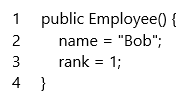 1 public Employee() {
2 name = "Bob";
3 rank = 1;
4 }